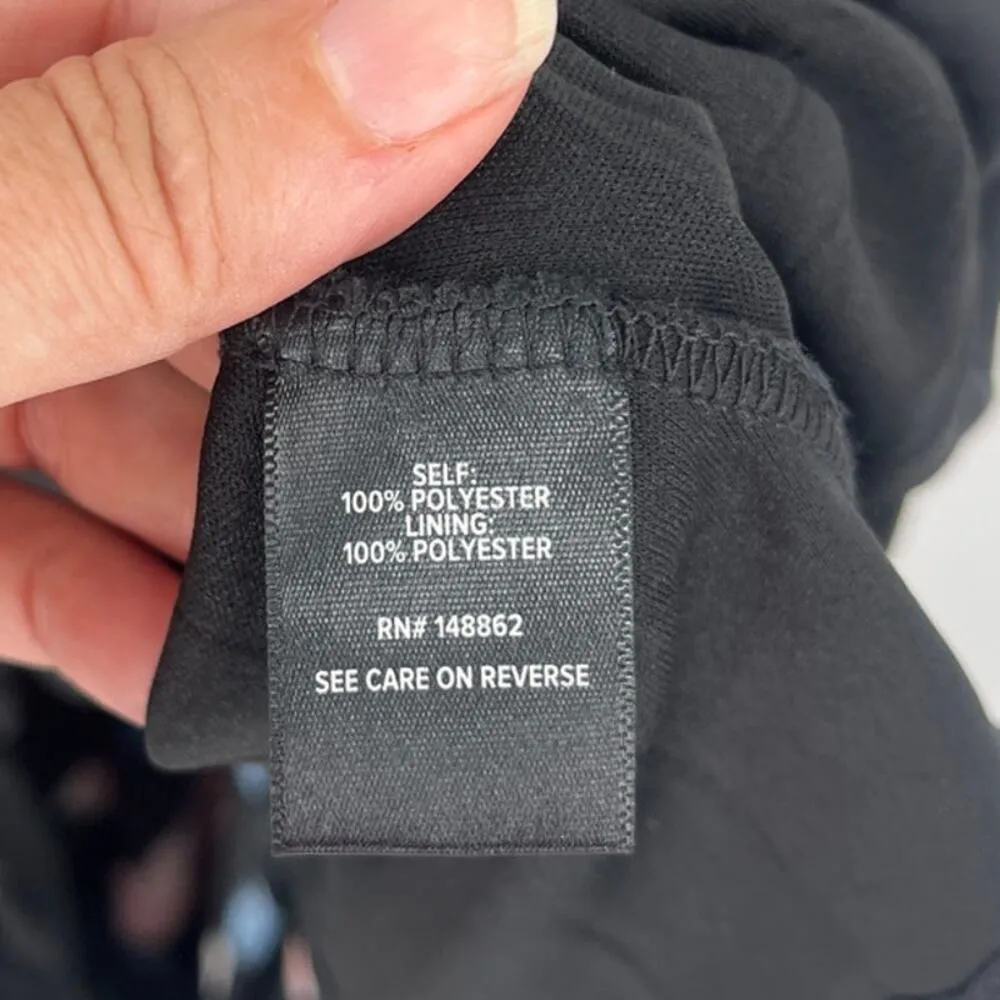 SELF:
100% POLYESTER
LINING:
100% POLYESTER
RN# 148862
SEE CARE ON REVERSE